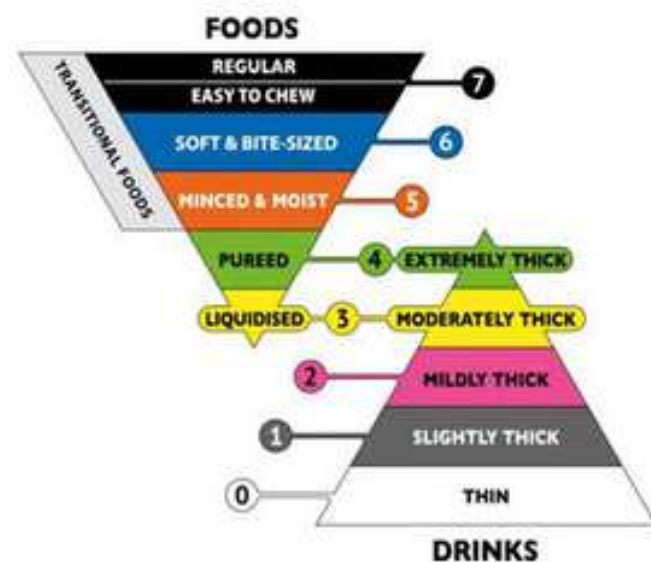 FOODS
TRANSITIONAL FOODS
REGULAR
EASY TO CHEW
7
SOFT & BITE-SIZED
6
MINCED & MOIST
5
PUREED
4
EXTREMELY THICK
LIQUIDISED
3
MODERATELY THICK
2
MILDLY THICK
1
SLIGHTLY THICK
0
THIN
DRINKS